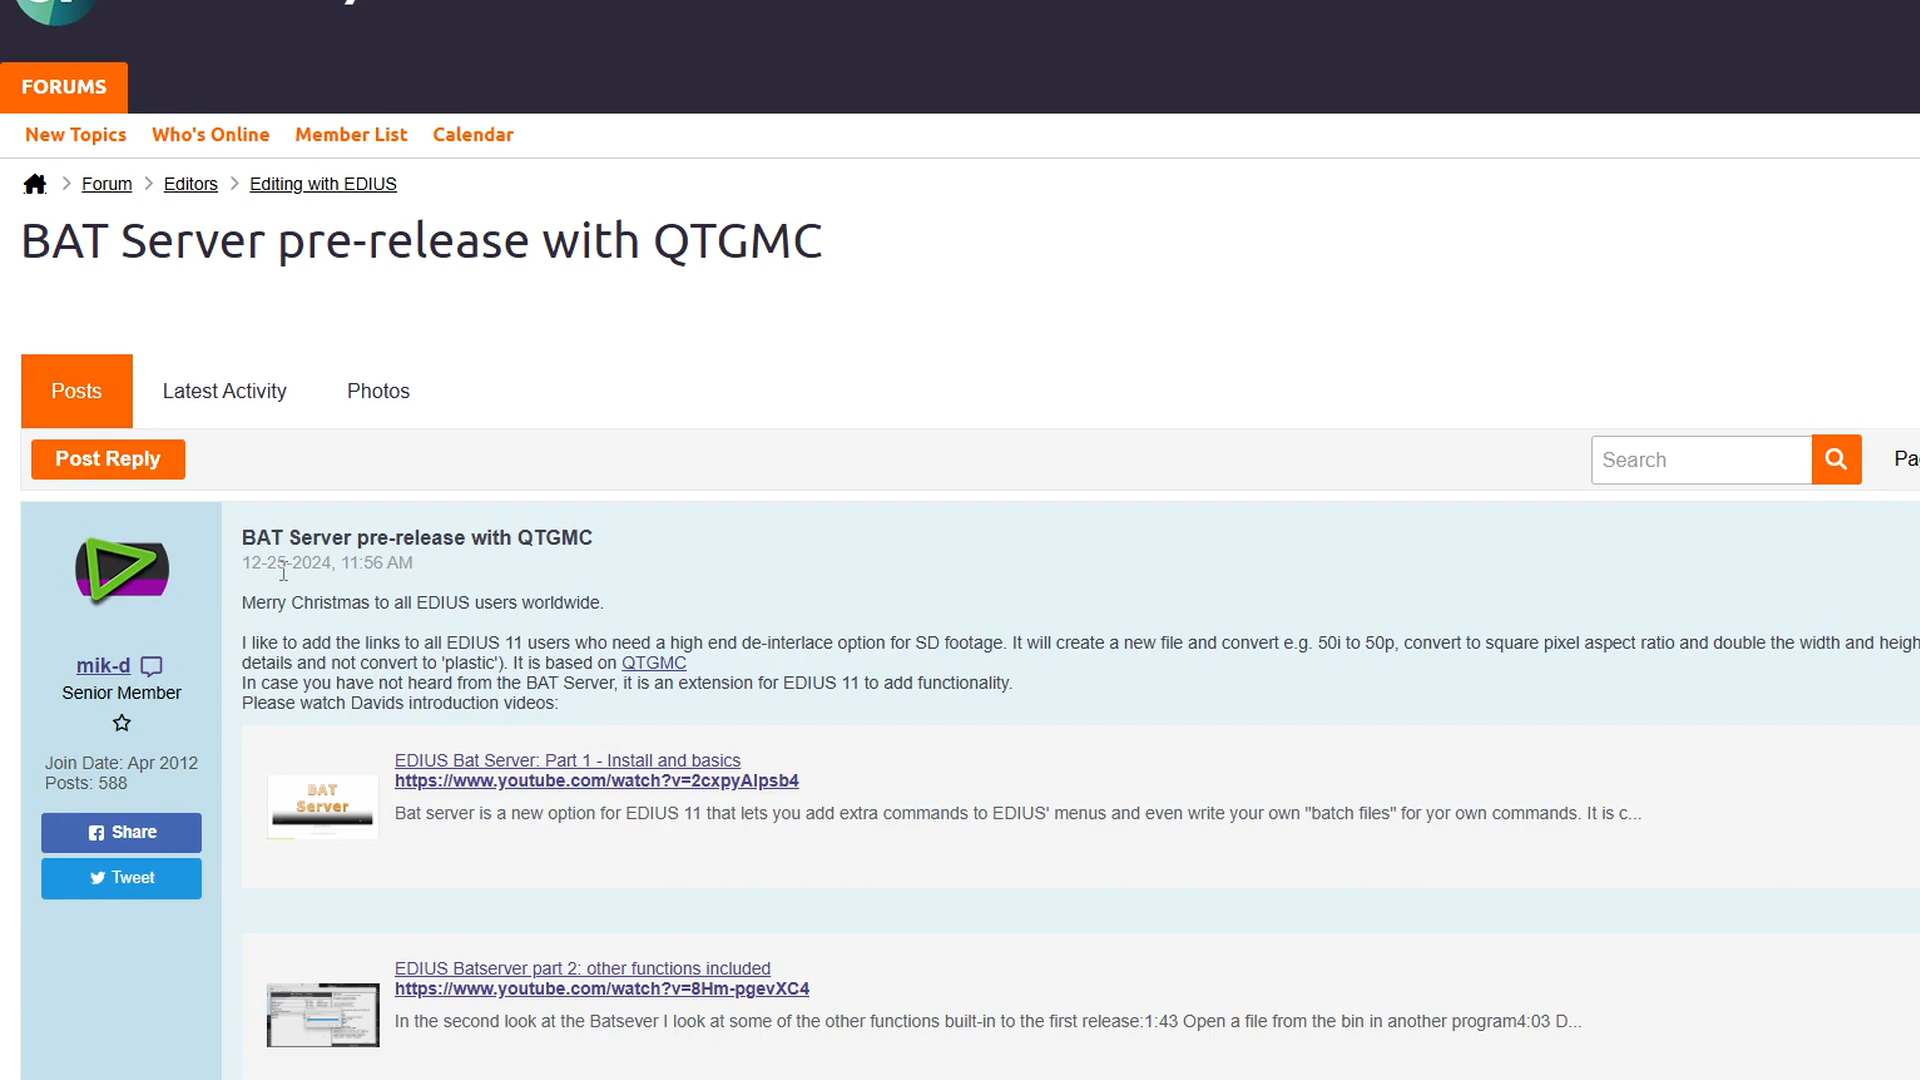 FORUMS
New Topics Who's Online Member List Calendar
Forum Editors Editing with EDIUS
BAT Server pre-release with QTGMC
Posts Latest Activity Photos
Post Reply
Search
BAT Server pre-release with QTGMC
12-25-2024, 11:56 AM
Merry Christmas to all EDIUS users worldwide.
I like to add the links to all EDIUS 11 users who need a high end de-interlace option for SD footage. It will create a new file and convert e.g. 50i to 50p, convert to square pixel aspect ratio and double the width and
details and not convert to 'plastic'). It is based on QTGMC
In case you have not heard from the BAT Server, it is an extension for EDIUS 11 to add functionality.
Please watch Davids introduction videos:
mik-d
Senior Member
Join Date: Apr 2012
Posts: 588
Share
Tweet
BAT
Server
EDIUS Bat Server: Part 1 - Install and basics
https://www.youtube.com/watch?v=2cxpyAlpsb4
Bat server is a new option for EDIUS 11 that lets you add extra commands to EDIUS' menus and even write your own "batch files" for yor own commands. It is c...
EDIUS Batserver part 2: other functions included
https://www.youtube.com/watch?v=8Hm-pgevXC4
In the second look at the Batsever I look at some of the other functions built-in to the first release:1:43 Open a file from the bin in another program4:03 D...